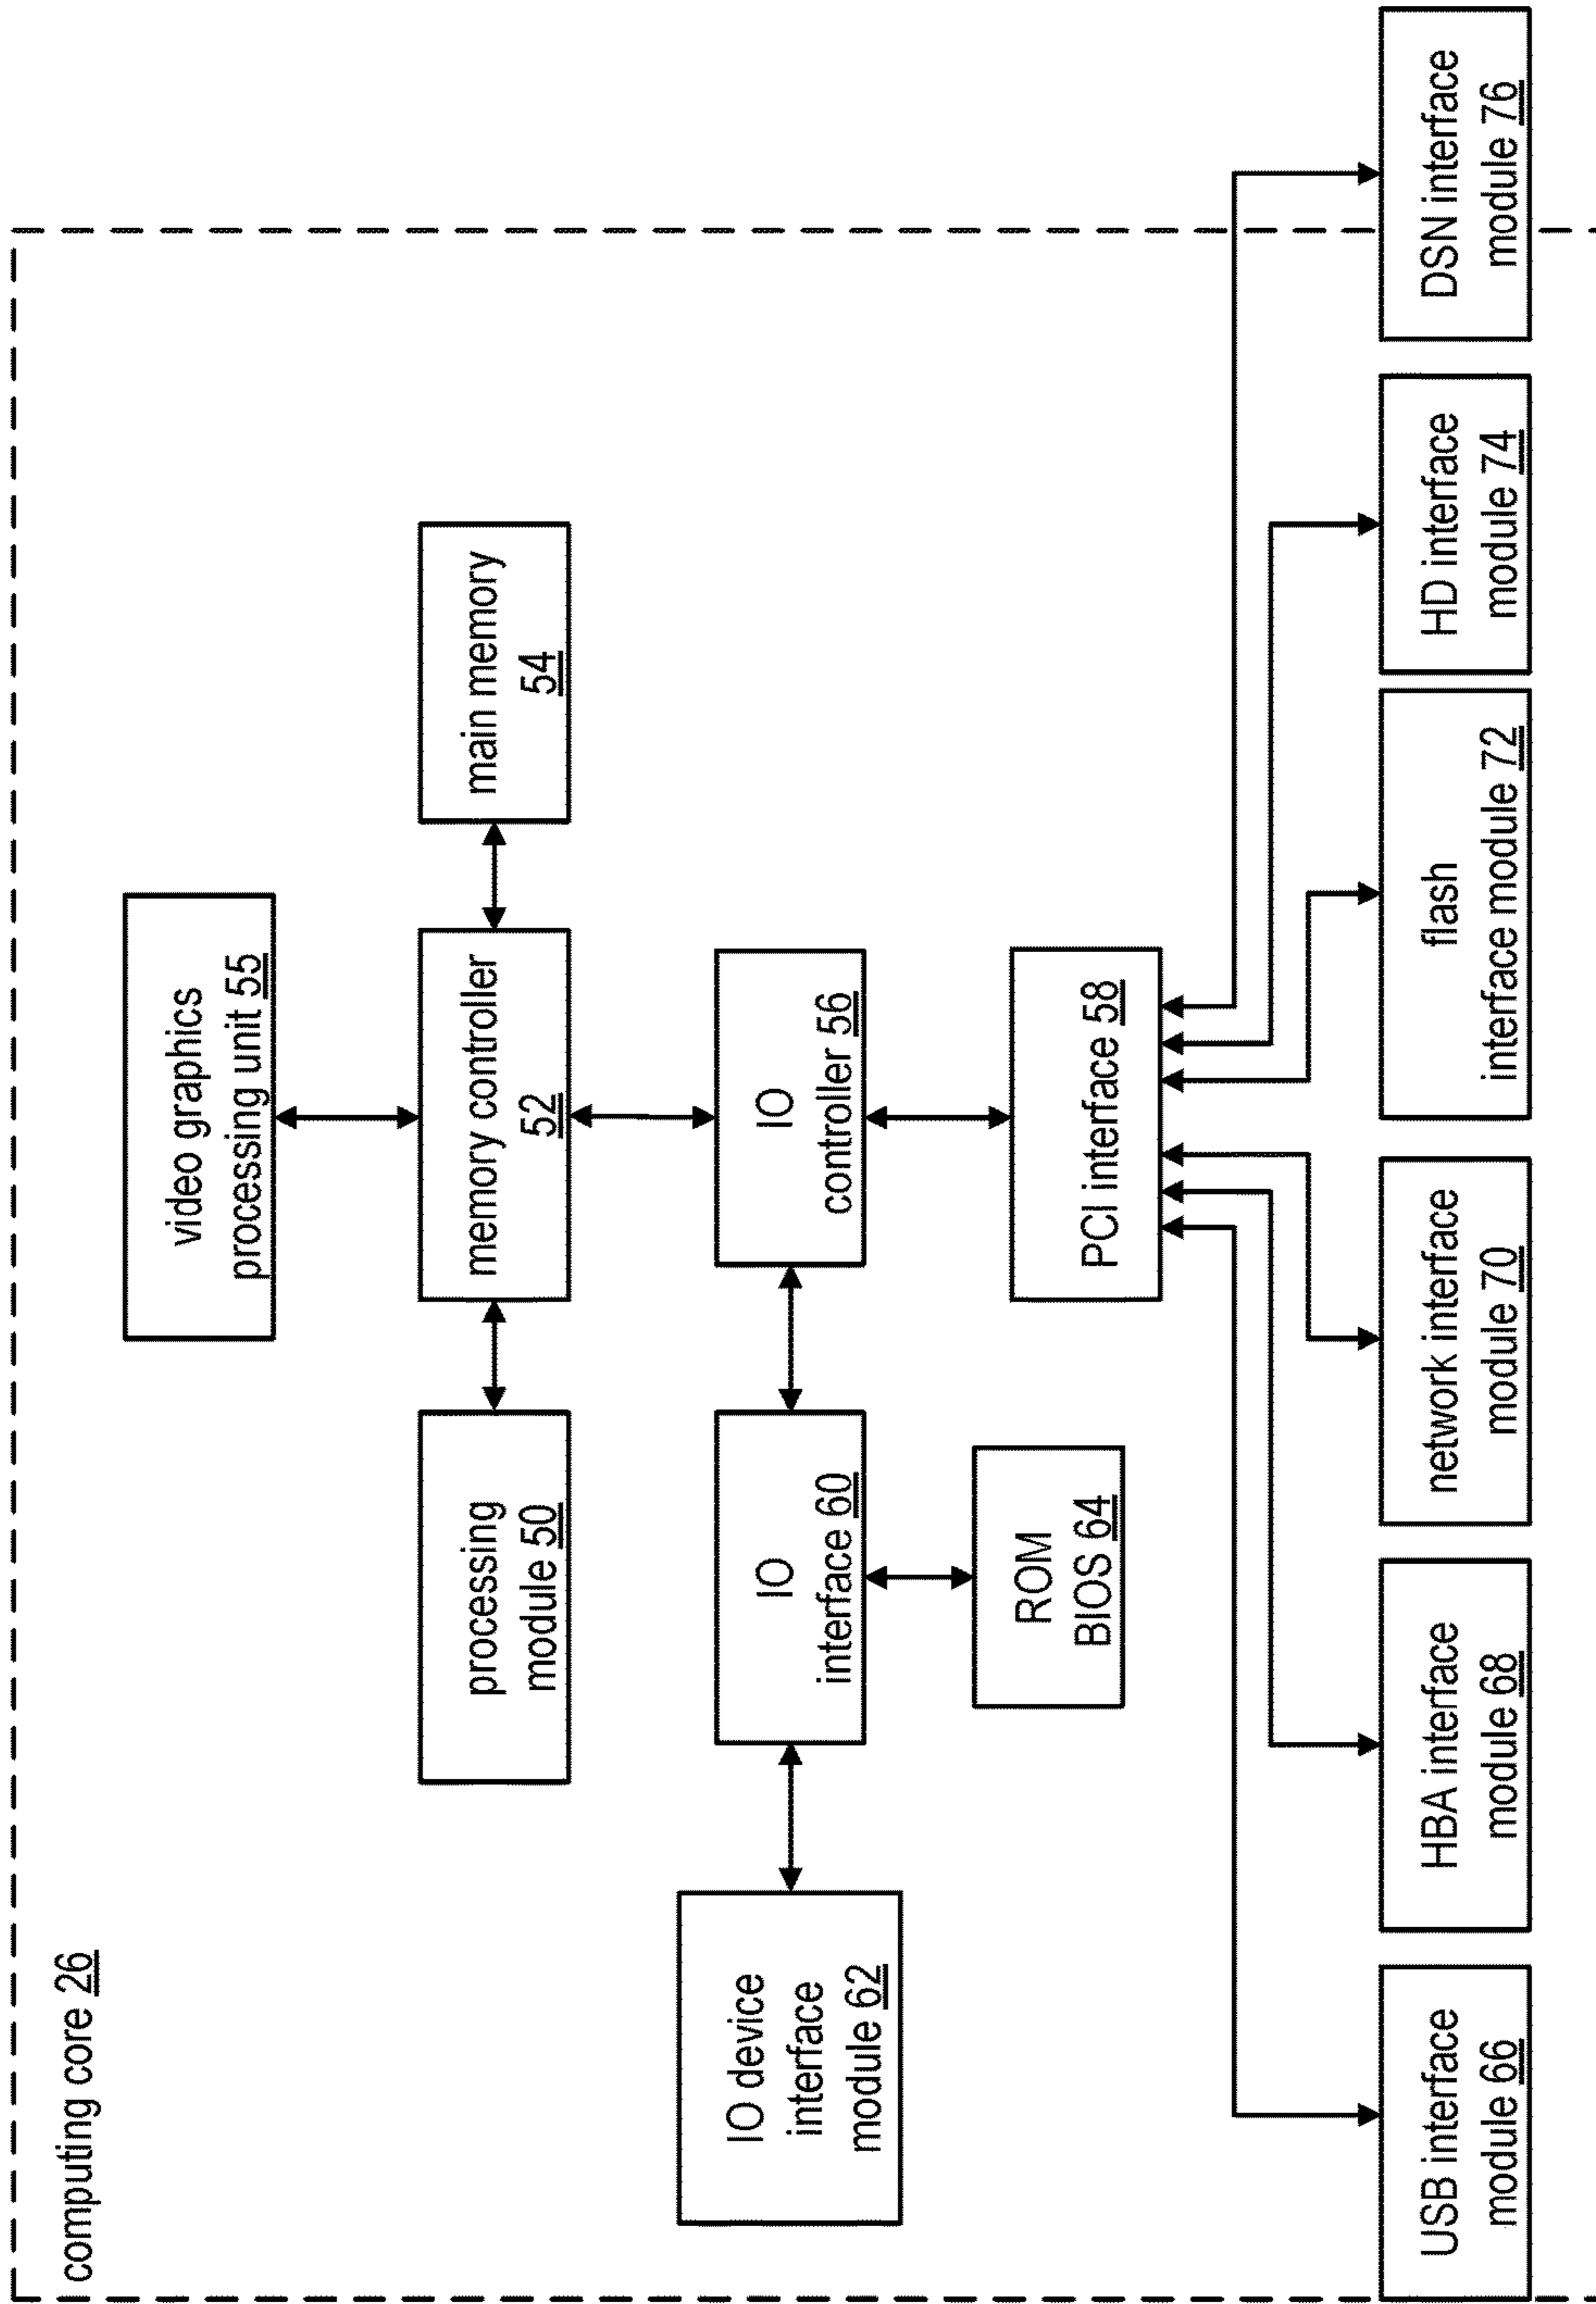 computing core 26
video graphics
processing unit 55
processing
module 50
memory controller
52
main memory
54
IO device
interface
module 62
IO
interface 60
IO
controller 56
ROM
BIOS 64
PCI interface 58
USB interface
module 66
HBA interface
module 68
network interface
module 70
flash
interface module 72
HD interface
module 74
DSN interface
module 76